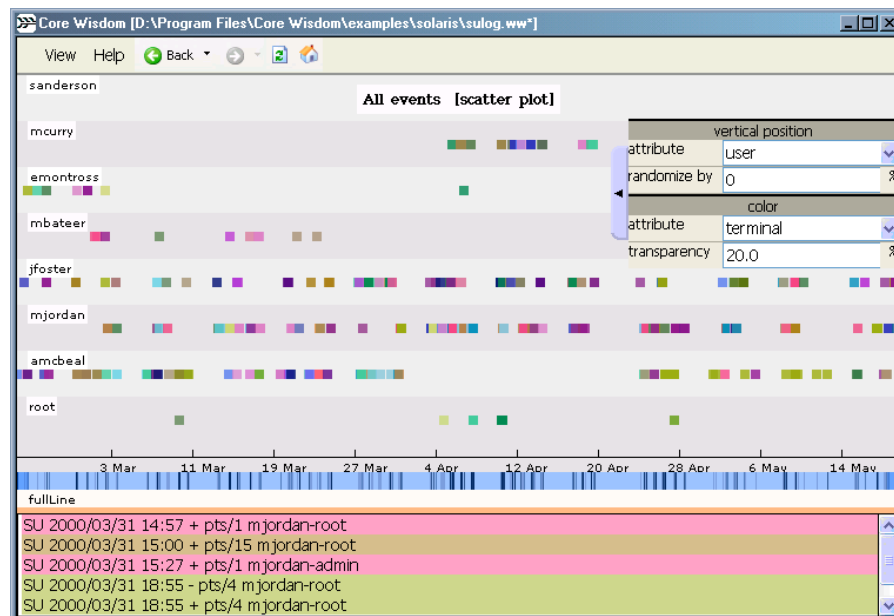 Core Wisdom [D:\Program Files\Core Wisdom\examples\solaris\sulog.ww*]
View Help Back
sanderson
All events [scatter plot]
mcurry
vertical position
attribute user
randomize by 0 %
emontross
color
attribute terminal
transparency 20.0 %
mbateer
jfoster
mjordan
amcbeal
root
3 Mar 11 Mar 19 Mar 27 Mar 4 Apr 12 Apr 20 Apr 28 Apr 6 May 14 May
fullLine
SU 2000/03/31 14:57 + pts/1 mjordan-root
SU 2000/03/31 15:00 + pts/15 mjordan-root
SU 2000/03/31 15:27 + pts/1 mjordan-admin
SU 2000/03/31 18:55 - pts/4 mjordan-root
SU 2000/03/31 18:55 + pts/4 mjordan-root